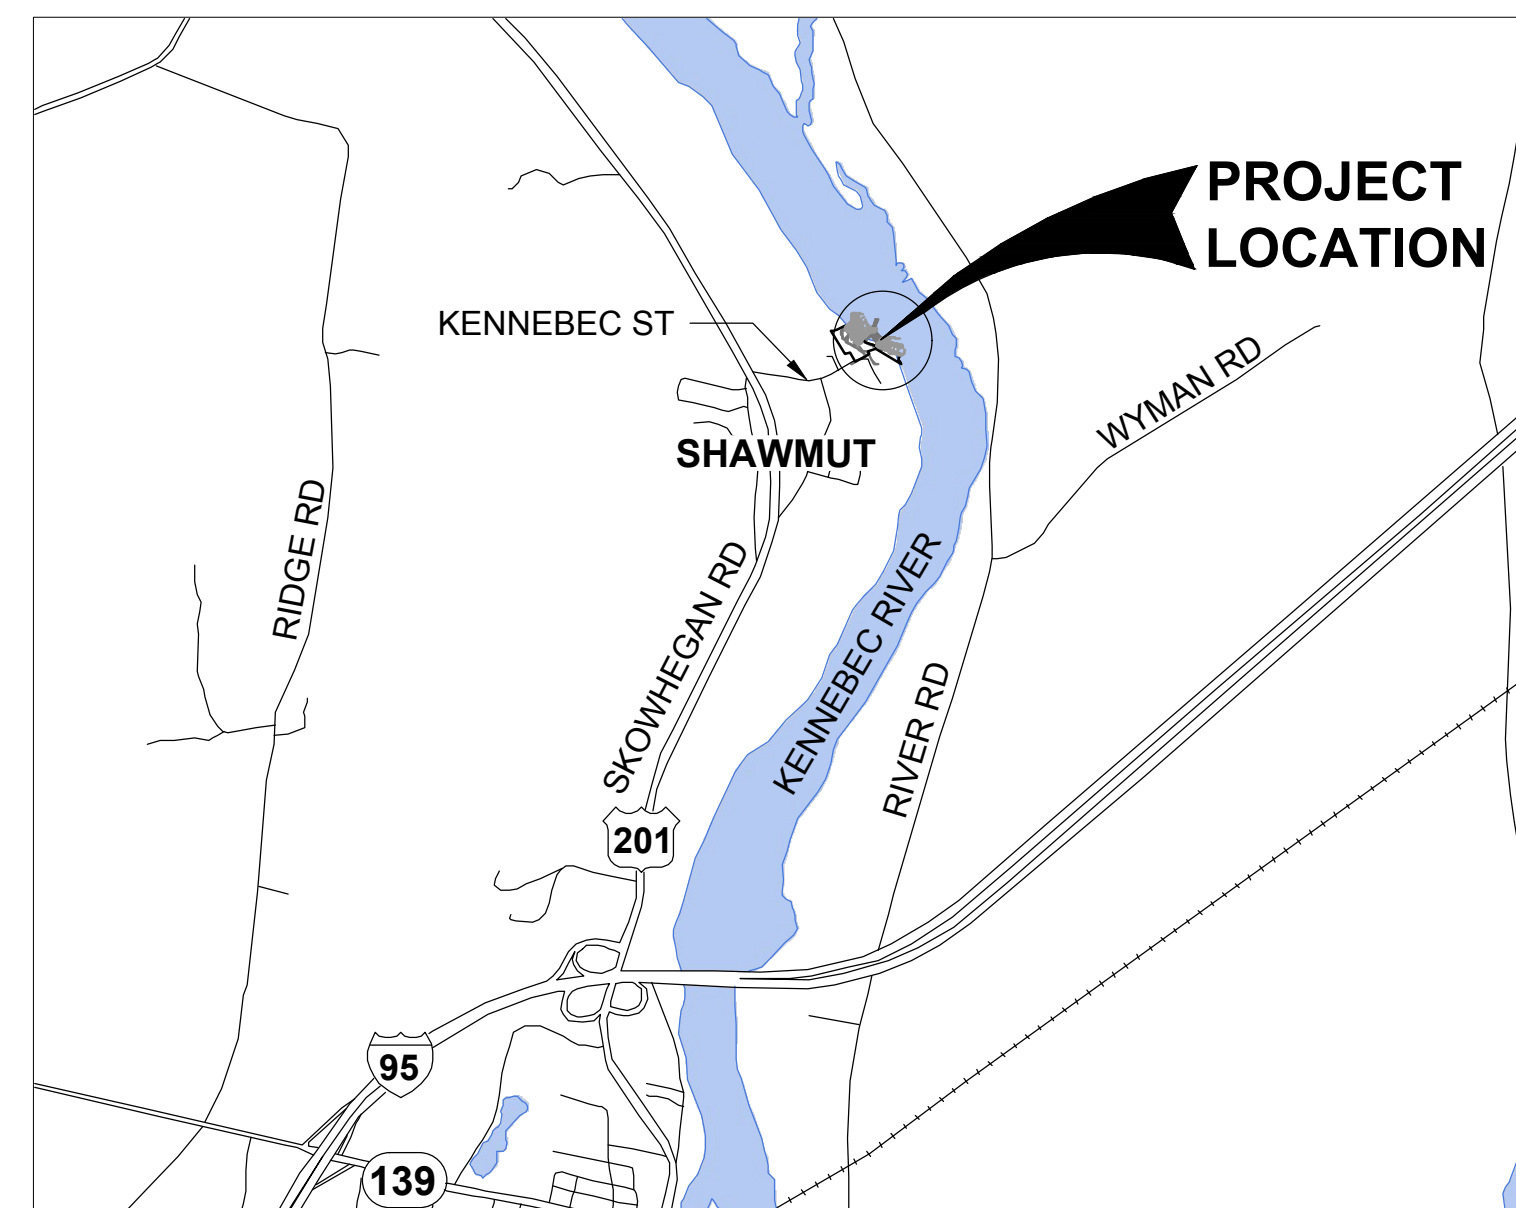 PROJECT
LOCATION
KENNEBEC ST
WYMAN RD
SHAWMUT
RIDGE RD
SKOWHEGAN RD
KENNEBEC RIVER
RIVER RD
201
95
139